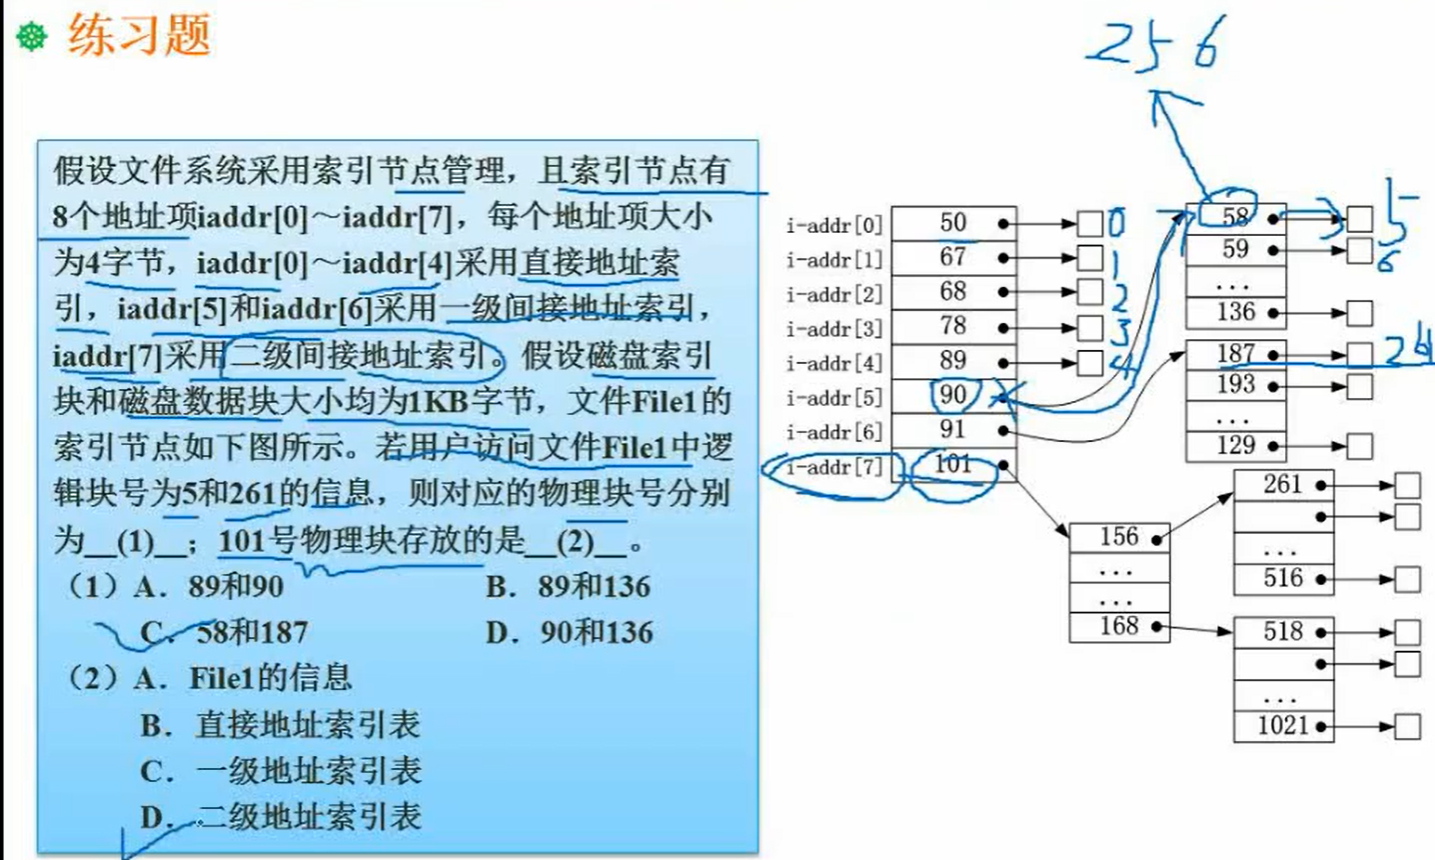 练习题
256
假设文件系统采用索引节点管理，且索引节点有
8个地址项iaddr[0]～iaddr[7]，每个地址项大小
为4字节，iaddr[0]～iaddr[4]采用直接地址索
引，iaddr[5]和iaddr[6]采用一级间接地址索引，
iaddr[7]采用二级间接地址索引。假设磁盘索引
块和磁盘数据块大小均为1KB字节，文件File1的
索引节点如下图所示。若用户访问文件File1中逻
辑块号为5和261的信息，则对应的物理块号分别
为__(1)__；101号物理块存放的是__(2)__。
（1）A．89和90 B．89和136
C．58和187 D．90和136
（2）A．File1的信息
B．直接地址索引表
C．一级地址索引表
D．二级地址索引表
i-addr[0] 50 0
i-addr[1] 67 1
i-addr[2] 68 2
i-addr[3] 78 3
i-addr[4] 89 4
i-addr[5] 90
i-addr[6] 91
i-addr[7] 101
58 5
59 6
...
136
187
193
...
129
156
...
...
168
261
...
516
518
...
1021